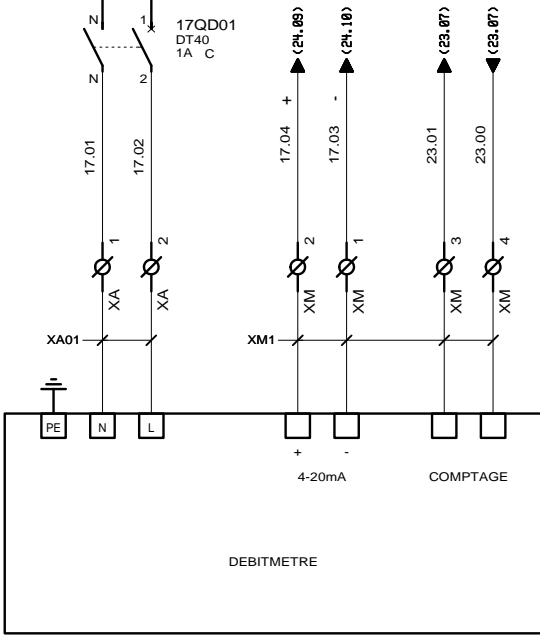 N 1 17QD01
DT40
1A C
N 2
(24.09) (24.10) (23.07) (23.07)
+ -
17.01 17.02 17.04 17.03 23.01 23.00
1 2 2 1 3 4
XA XA XM XM XM XM
XA01 XM1
PE N L
+ -
4-20mA COMPTAGE
DEBITMETRE